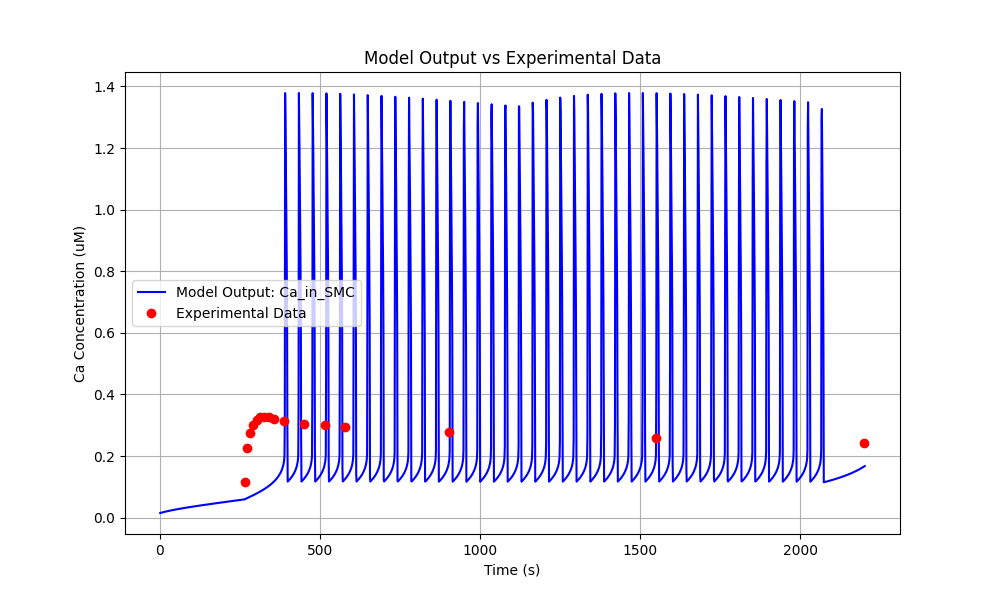 Model Output vs Experimental Data
Ca Concentration (uM)
1.4
1.2
1.0
0.8
0.6
0.4
0.2
0.0
Model Output: Ca_in_SMC
Experimental Data
0
500
1000
1500
2000
Time (s)